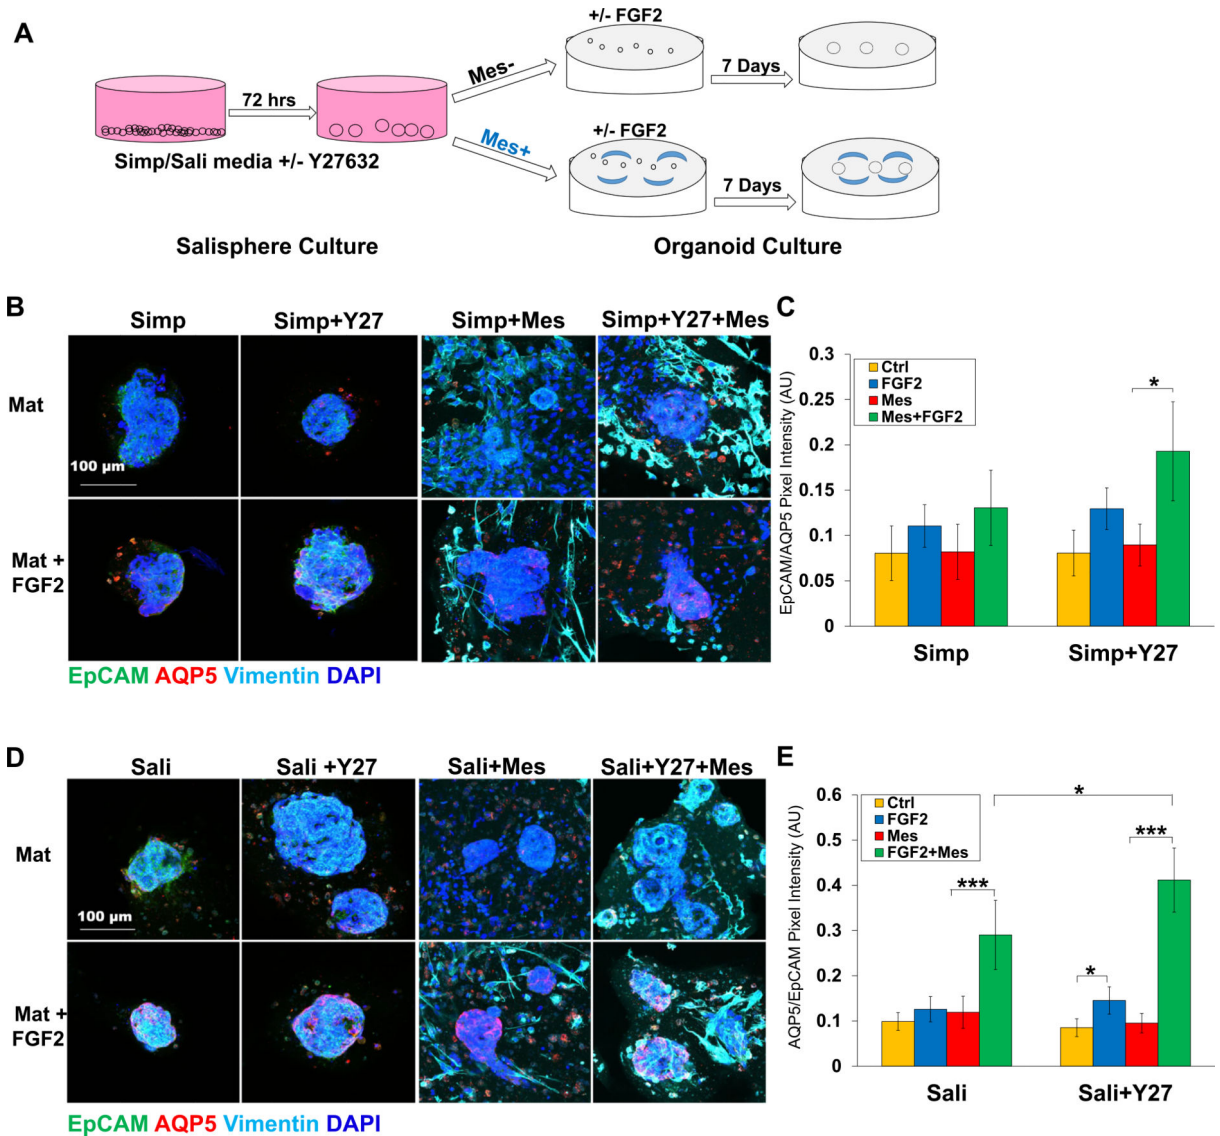 A
+/- FGF2
Mes-
7 Days
72 hrs
Mes+
+/- FGF2
Simp/Sali media +/- Y27632
7 Days
Salisphere Culture
Organoid Culture
B
Simp
Simp+Y27
Simp+Mes
Simp+Y27+Mes
Mat
100 µm
Mat +
FGF2
EpCAM AQP5 Vimentin DAPI
C
EpCAM/AQP5 Pixel Intensity (AU)
0.3
0.25
0.2
0.15
0.1
0.05
0
Ctrl
FGF2
Mes
Mes+FGF2
*
Simp
Simp+Y27
D
Sali
Sali +Y27
Sali+Mes
Sali+Y27+Mes
Mat
100 µm
Mat +
FGF2
EpCAM AQP5 Vimentin DAPI
E
AQP5/EpCAM Pixel Intensity (AU)
0.6
0.5
0.4
0.3
0.2
0.1
0
Ctrl
FGF2
Mes
FGF2+Mes
*
***
***
*
Sali
Sali+Y27